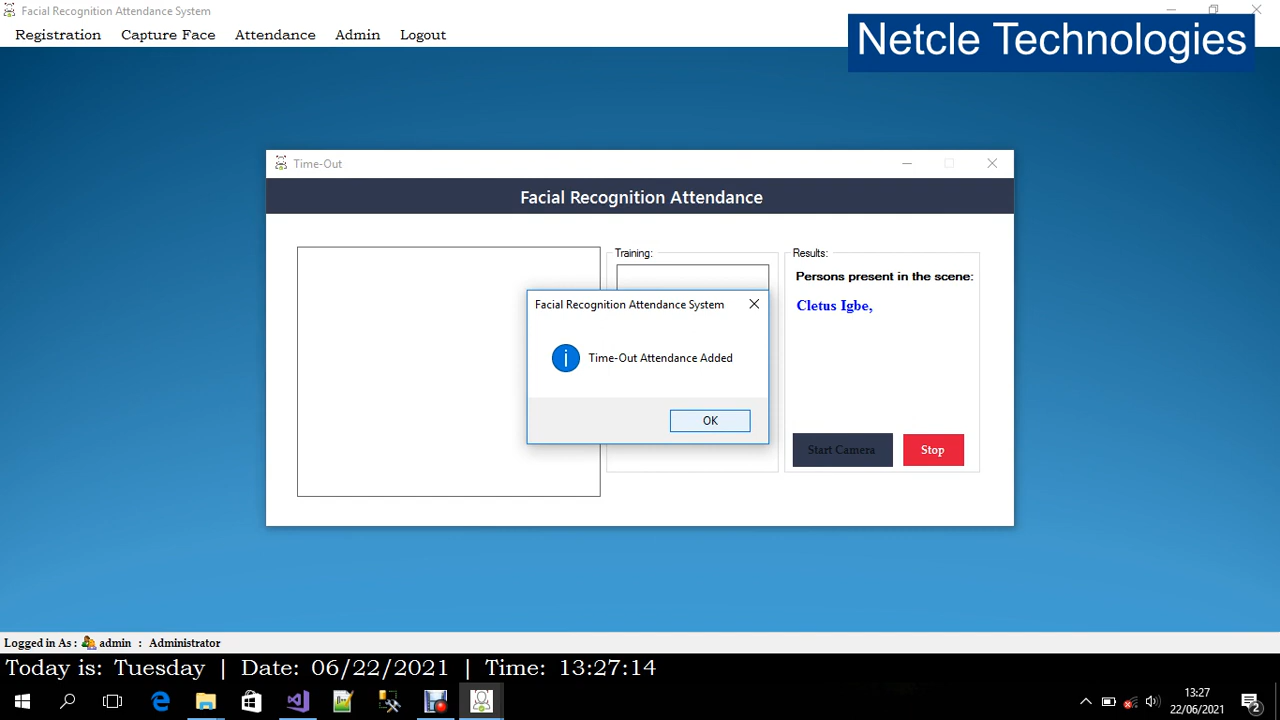 Facial Recognition Attendance System
Registration Capture Face Attendance Admin Logout
Netcle Technologies
Time-Out
Facial Recognition Attendance
Training:
Results:
Persons present in the scene:
Cletus Igbe,
Facial Recognition Attendance System
Time-Out Attendance Added
OK
Start Camera
Stop
Logged in As : admin : Administrator
Today is: Tuesday | Date: 06/22/2021 | Time: 13:27:14
13:27
22/06/2021
2